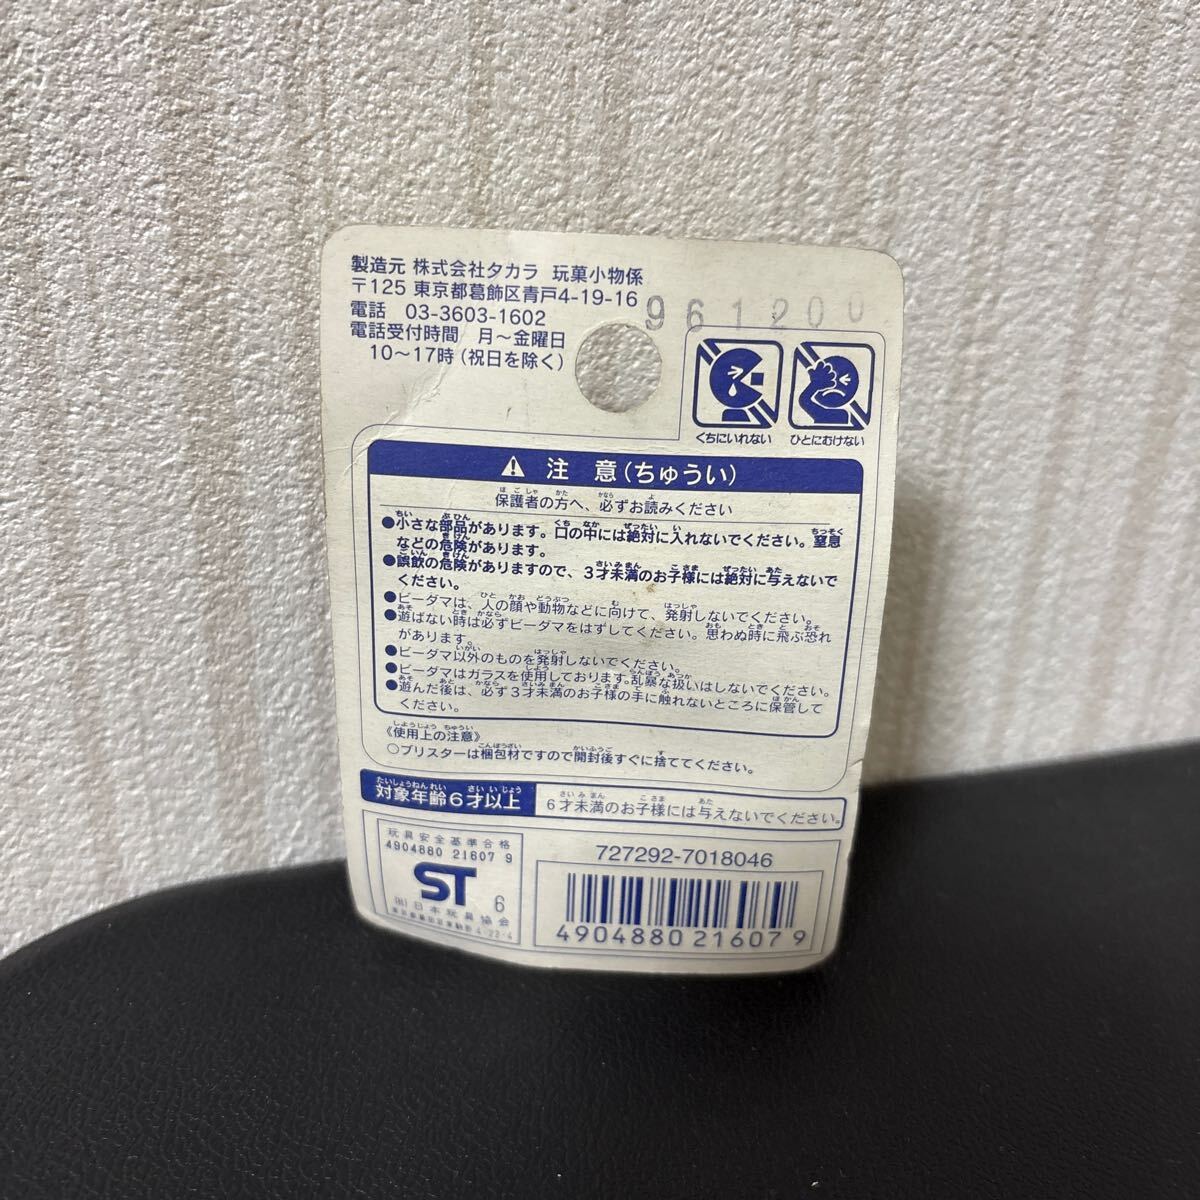 製造元 株式会社タカラ 玩菓小物係
〒125 東京都葛飾区青戸4-19-16
電話 03-3603-1602
電話受付時間 月〜金曜日
10〜17時(祝日を除く)
961200
くちにいれない ひとにむけない
注 意(ちゅうい)
保護者の方へ、必ずお読みください
●小さな部品があります。口の中には絶対に入れないでください。窒息
などの危険があります。
●誤飲の危険がありますので、3才未満のお子様には絶対に与えないで
ください。
●ビーダマは、人の顔や動物などに向けて、発射しないでください。
●遊ばない時は必ずビーダマをはずしてください。思わぬ時に飛ぶ恐れ
があります。
●ビーダマ以外のものを発射しないでください。
●ビーダマはガラスを使用しております。乱暴な扱いはしないでください。
●遊んだ後は、必ず3才未満のお子様の手に触れないところに保管して
ください。
《使用上の注意》
○ブリスターは梱包材ですので開封後すぐに捨ててください。
対象年齢6才以上
6才未満のお子様には与えないでください。
玩具安全基準合格
4904880 21607 9
ST 6
(社)日本玩具協会
727292-7018046
4904880216079